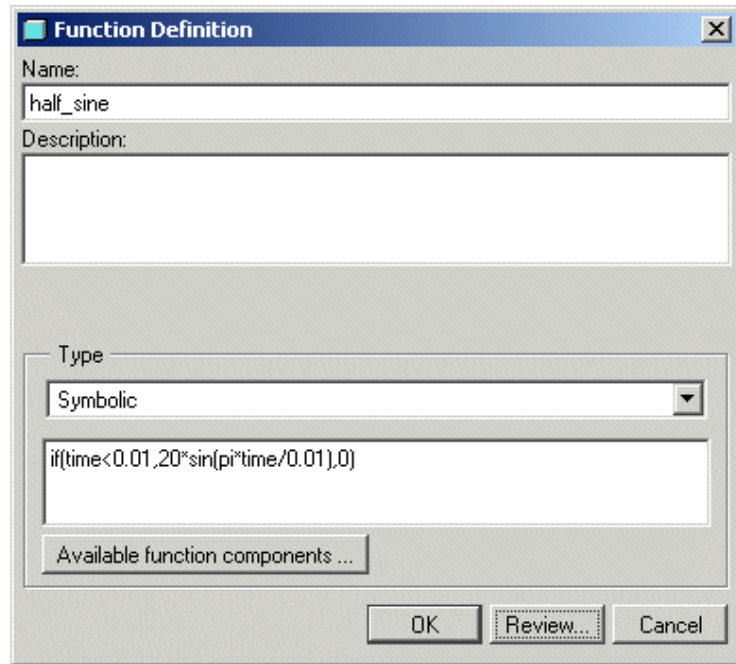 Function Definition
Name:
half_sine
Description:
Type
Symbolic
if(time<0.01,20*sin(pi*time/0.01),0)
Available function components ...
OK Review... Cancel